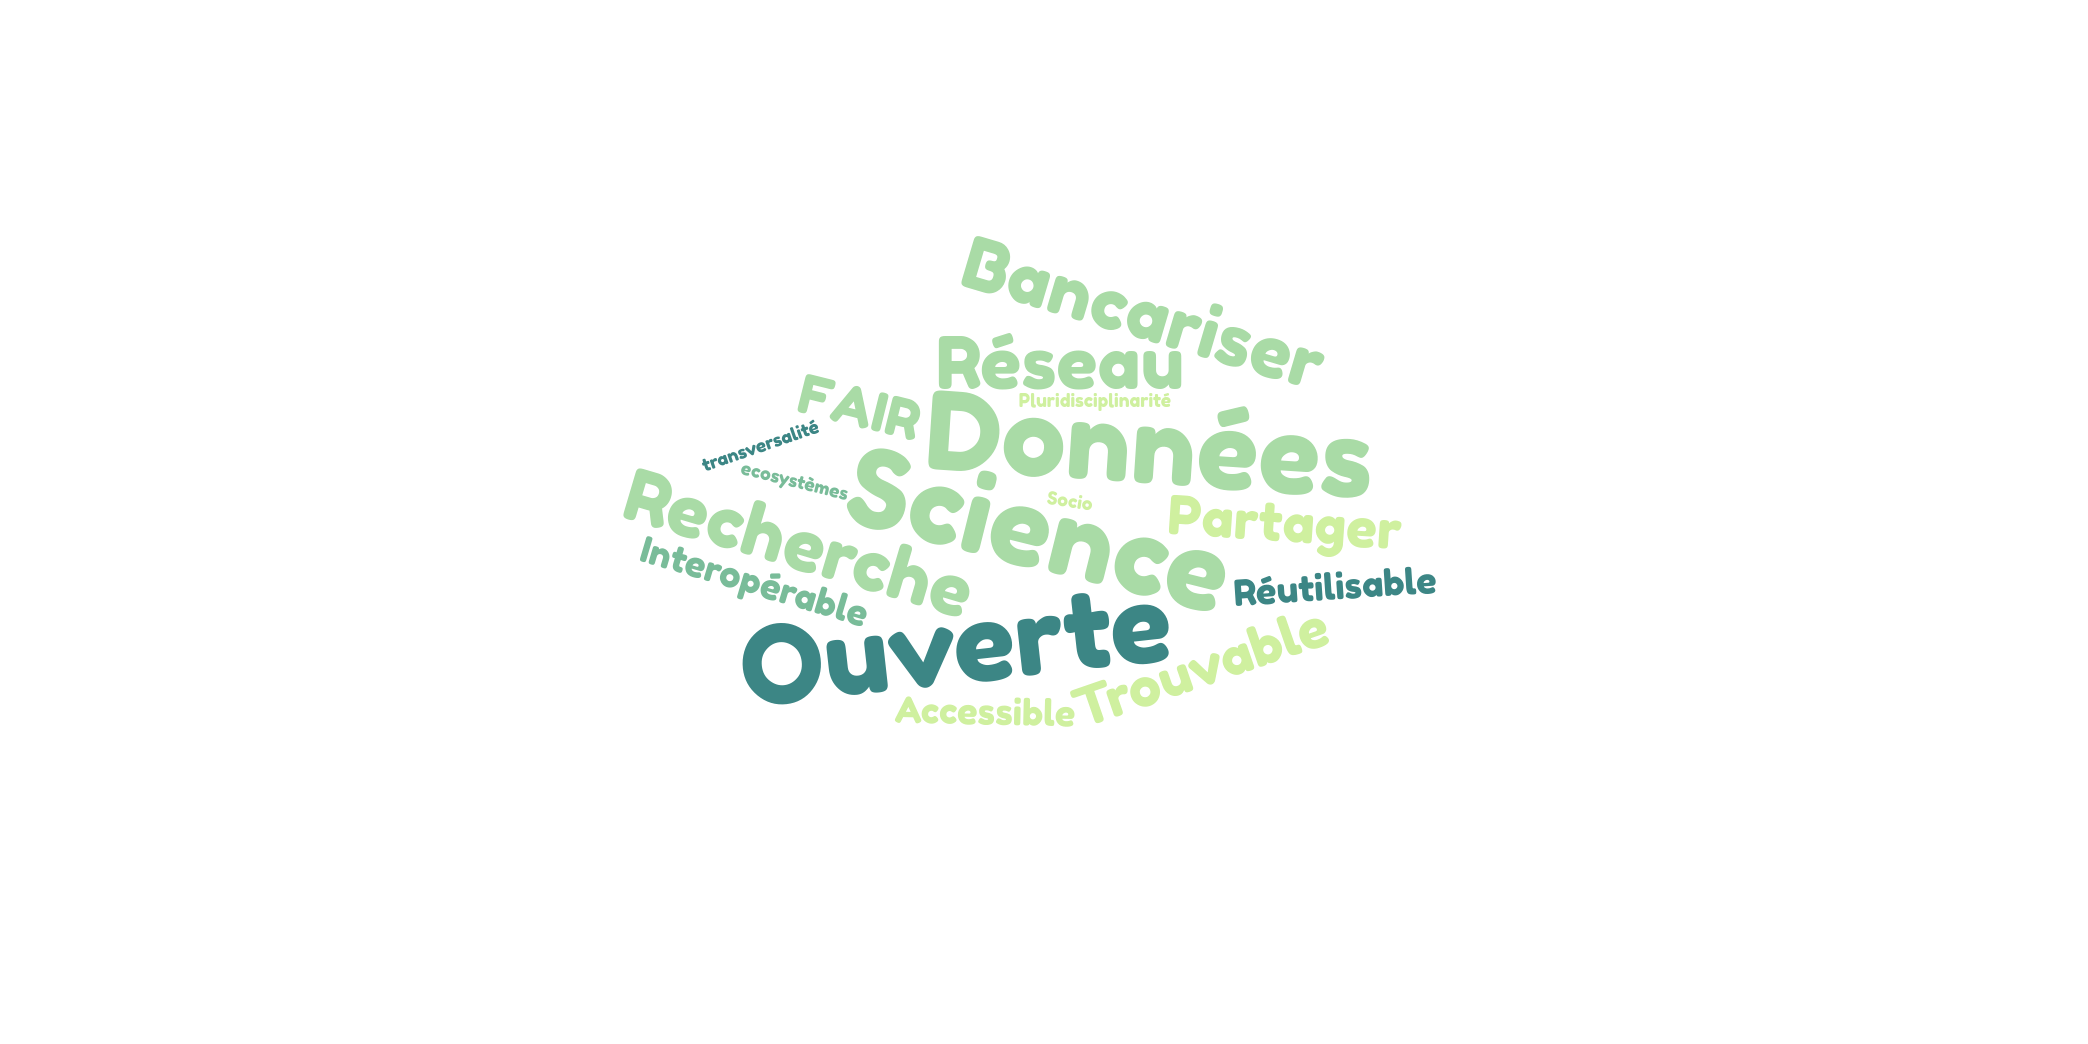 Bancariser
Réseau
FAIR
Pluridisciplinarité
Données
transversalité
ecosystèmes
Science
Socio
Partager
Recherche
Interopérable
Réutilisable
Ouverte
Trouvable
Accessible